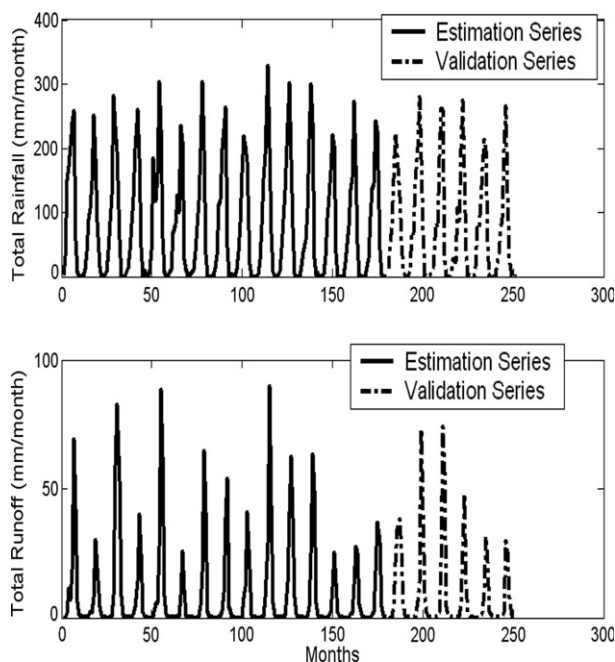 400
300
200
100
0
Total Rainfall (mm/month)
Estimation Series
Validation Series
0 50 100 150 200 250 300
100
50
0
Total Runoff (mm/month)
Estimation Series
Validation Series
0 50 100 150 200 250 300
Months